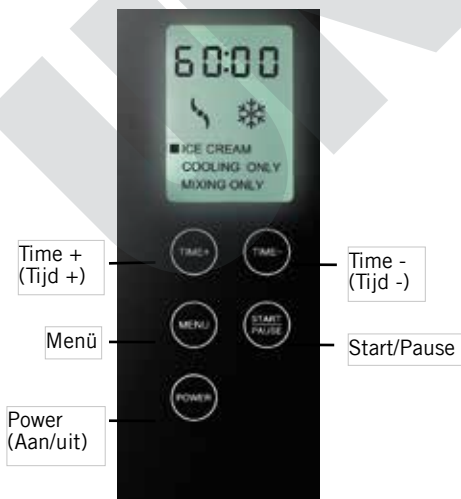 60:00
ICE CREAM
COOLING ONLY
MIXING ONLY
TIME+
TIME-
Time +
(Tijd +)
Time -
(Tijd -)
MENU
START
PAUSE
Menü
Start/Pause
POWER
Power
(Aan/uit)